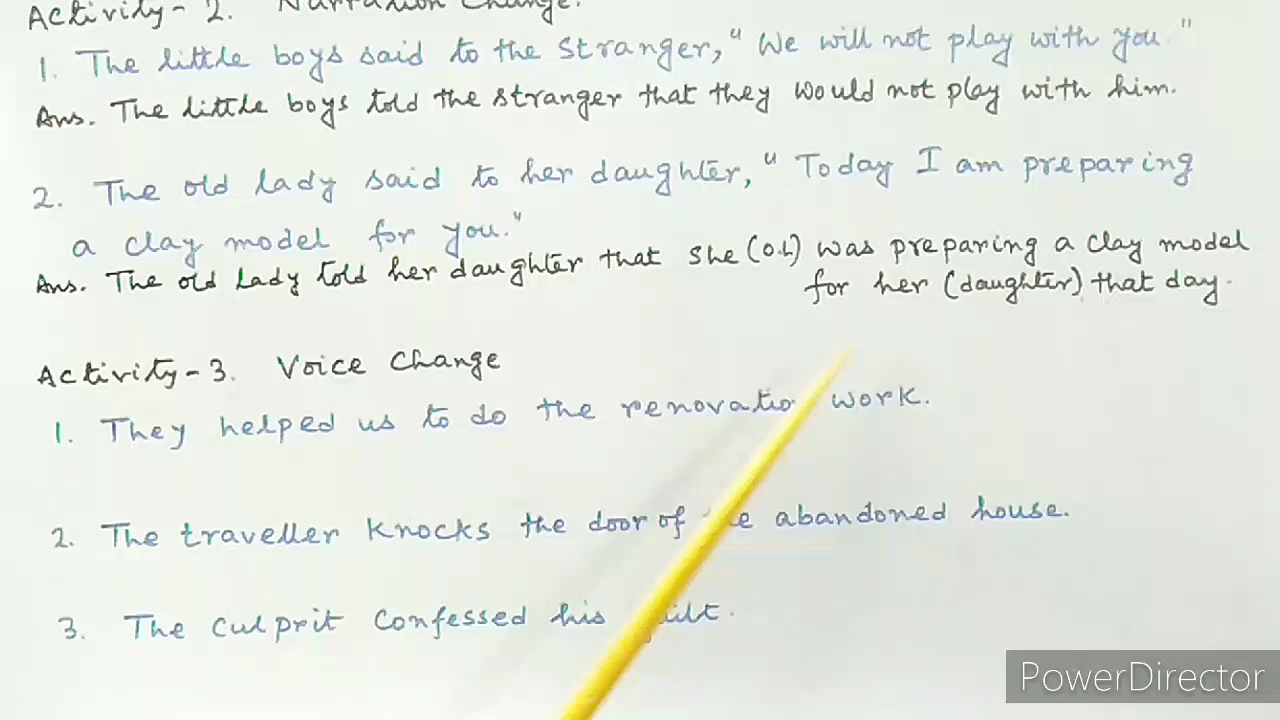 Activity - 2. Narration Change.
1. The little boys said to the stranger, "We will not play with you."
Ans. The little boys told the stranger that they would not play with him.
2. The old lady said to her daughter, "Today I am preparing
a clay model for you."
Ans. The old lady told her daughter that she (O.L) was preparing a clay model
for her (daughter) that day.
Activity - 3. Voice Change
1. They helped us to do the renovatio work.
2. The traveller knocks the door of the abandoned house.
3. The culprit confessed his guilt.
PowerDirector